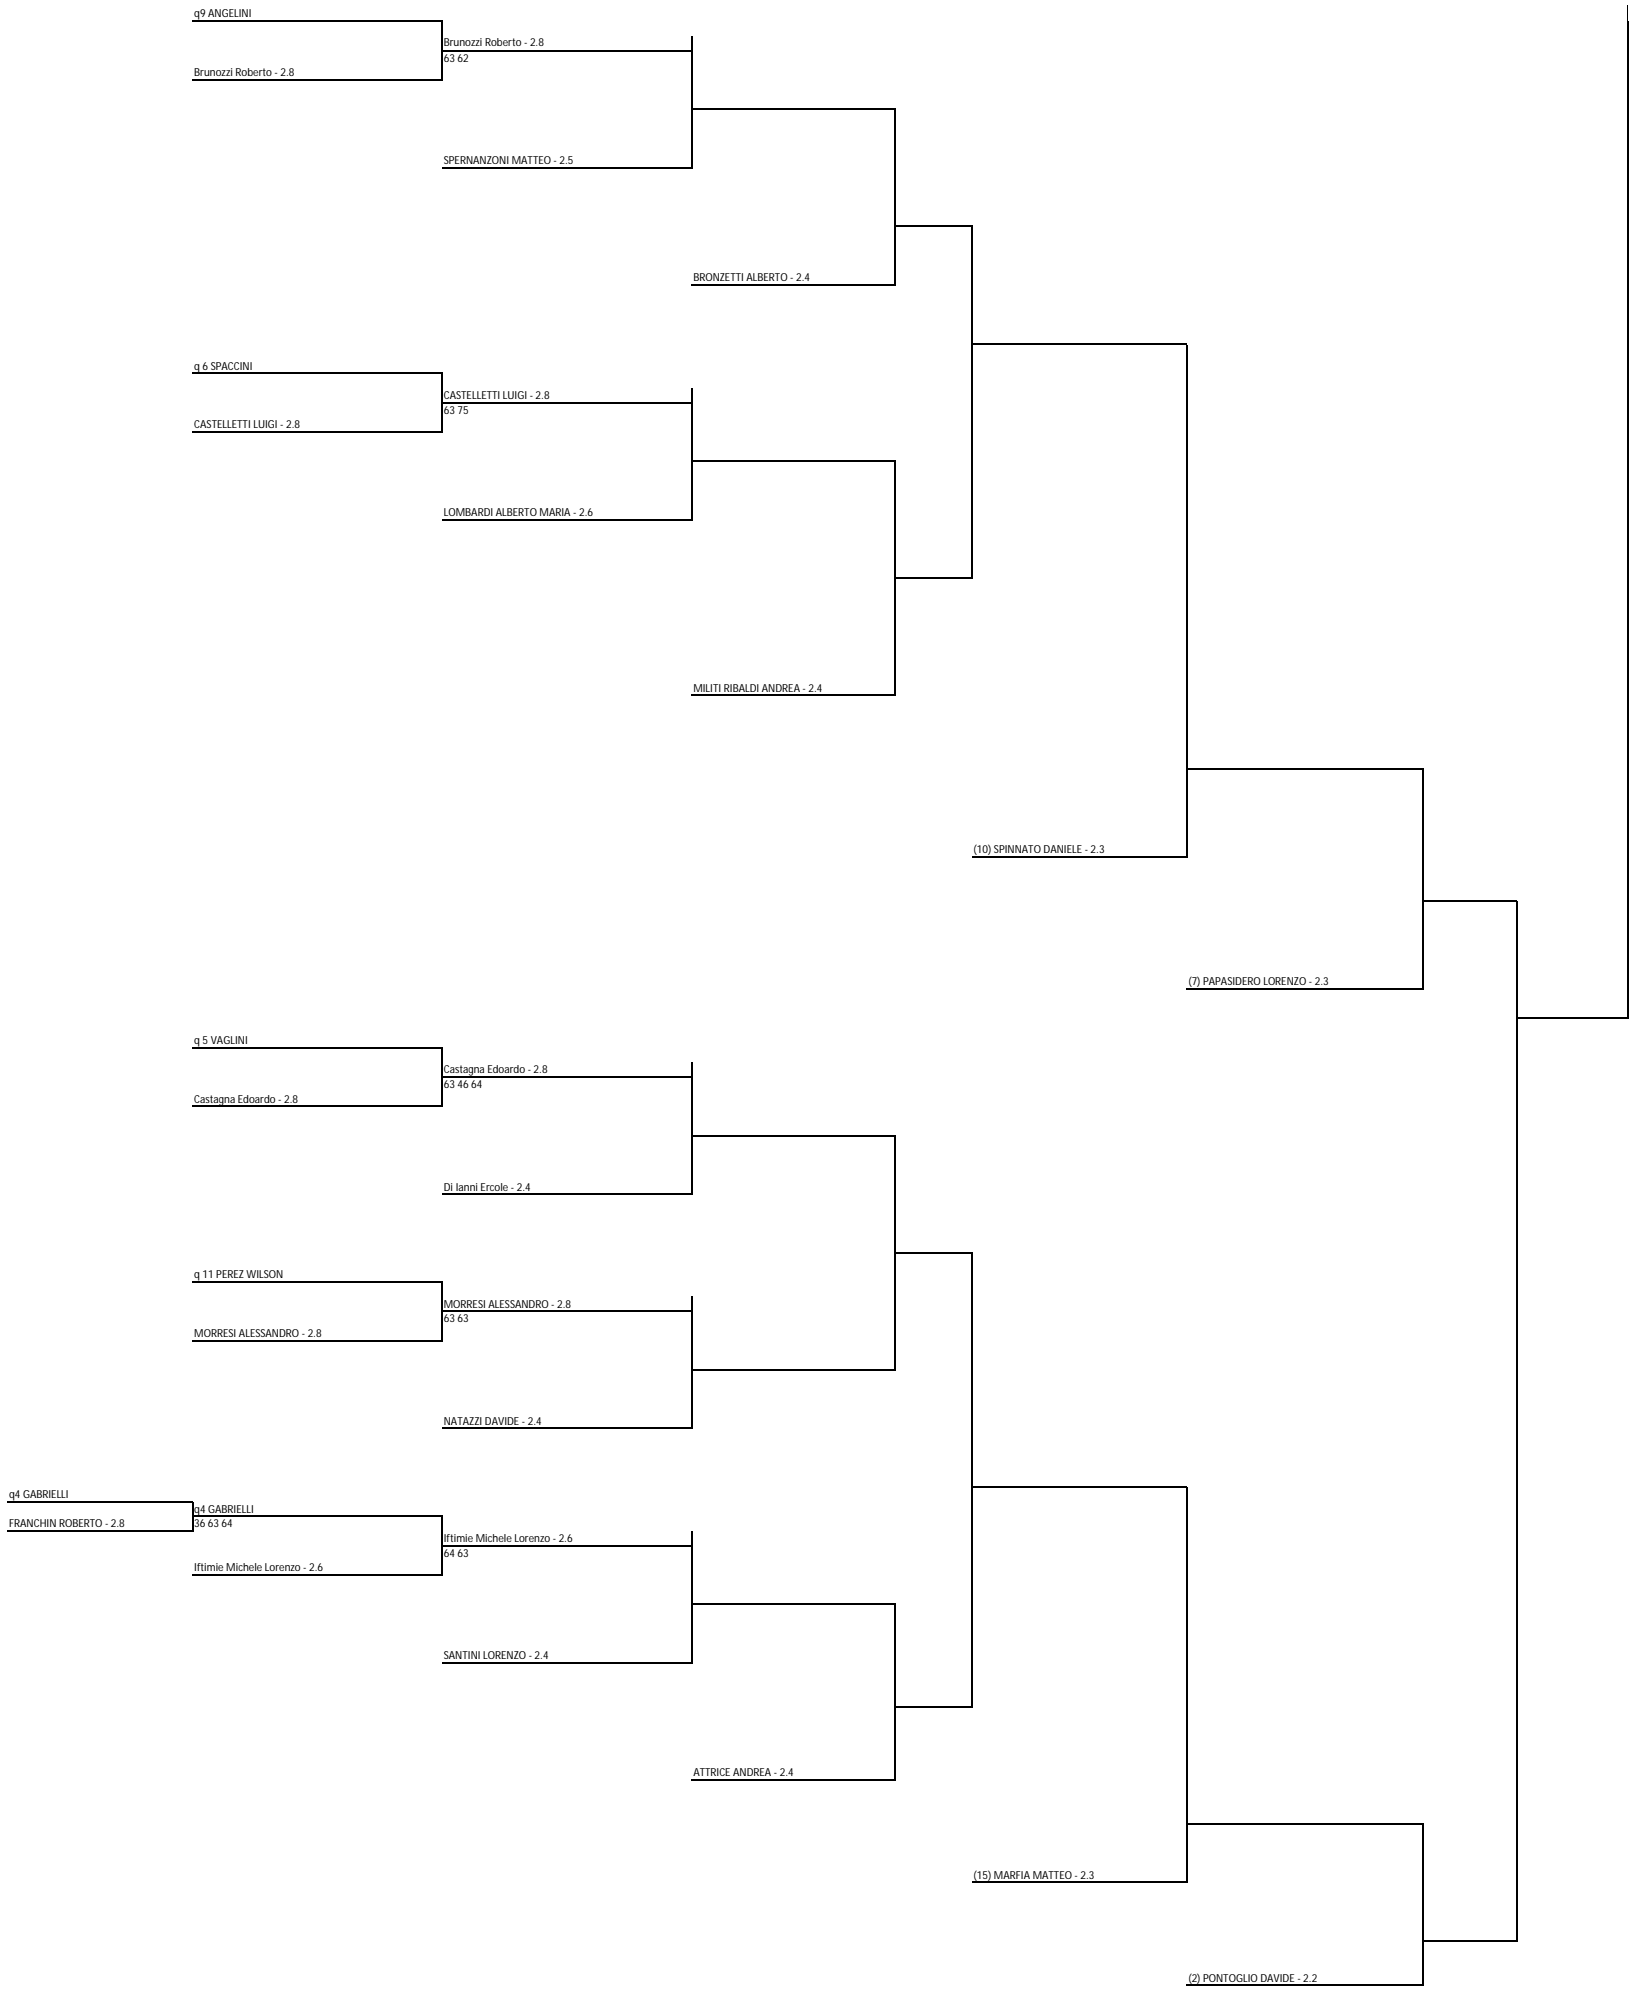 q9 ANGELINI
Brunozzi Roberto - 2.8
63 62
Brunozzi Roberto - 2.8
SPERNANZONI MATTEO - 2.5
BRONZETTI ALBERTO - 2.4
q 6 SPACCINI
CASTELLETTI LUIGI - 2.8
63 75
CASTELLETTI LUIGI - 2.8
LOMBARDI ALBERTO MARIA - 2.6
MILITI RIBALDI ANDREA - 2.4
(10) SPINNATO DANIELE - 2.3
(7) PAPASIDERO LORENZO - 2.3
q 5 VAGLINI
Castagna Edoardo - 2.8
63 46 64
Castagna Edoardo - 2.8
Di Ianni Ercole - 2.4
q 11 PEREZ WILSON
MORRESI ALESSANDRO - 2.8
63 63
MORRESI ALESSANDRO - 2.8
NATAZZI DAVIDE - 2.4
q4 GABRIELLI
q4 GABRIELLI
FRANCHIN ROBERTO - 2.8
36 63 64
Iftimie Michele Lorenzo - 2.6
64 63
Iftimie Michele Lorenzo - 2.6
SANTINI LORENZO - 2.4
ATTRICE ANDREA - 2.4
(15) MARFIA MATTEO - 2.3
(2) PONTOGLIO DAVIDE - 2.2